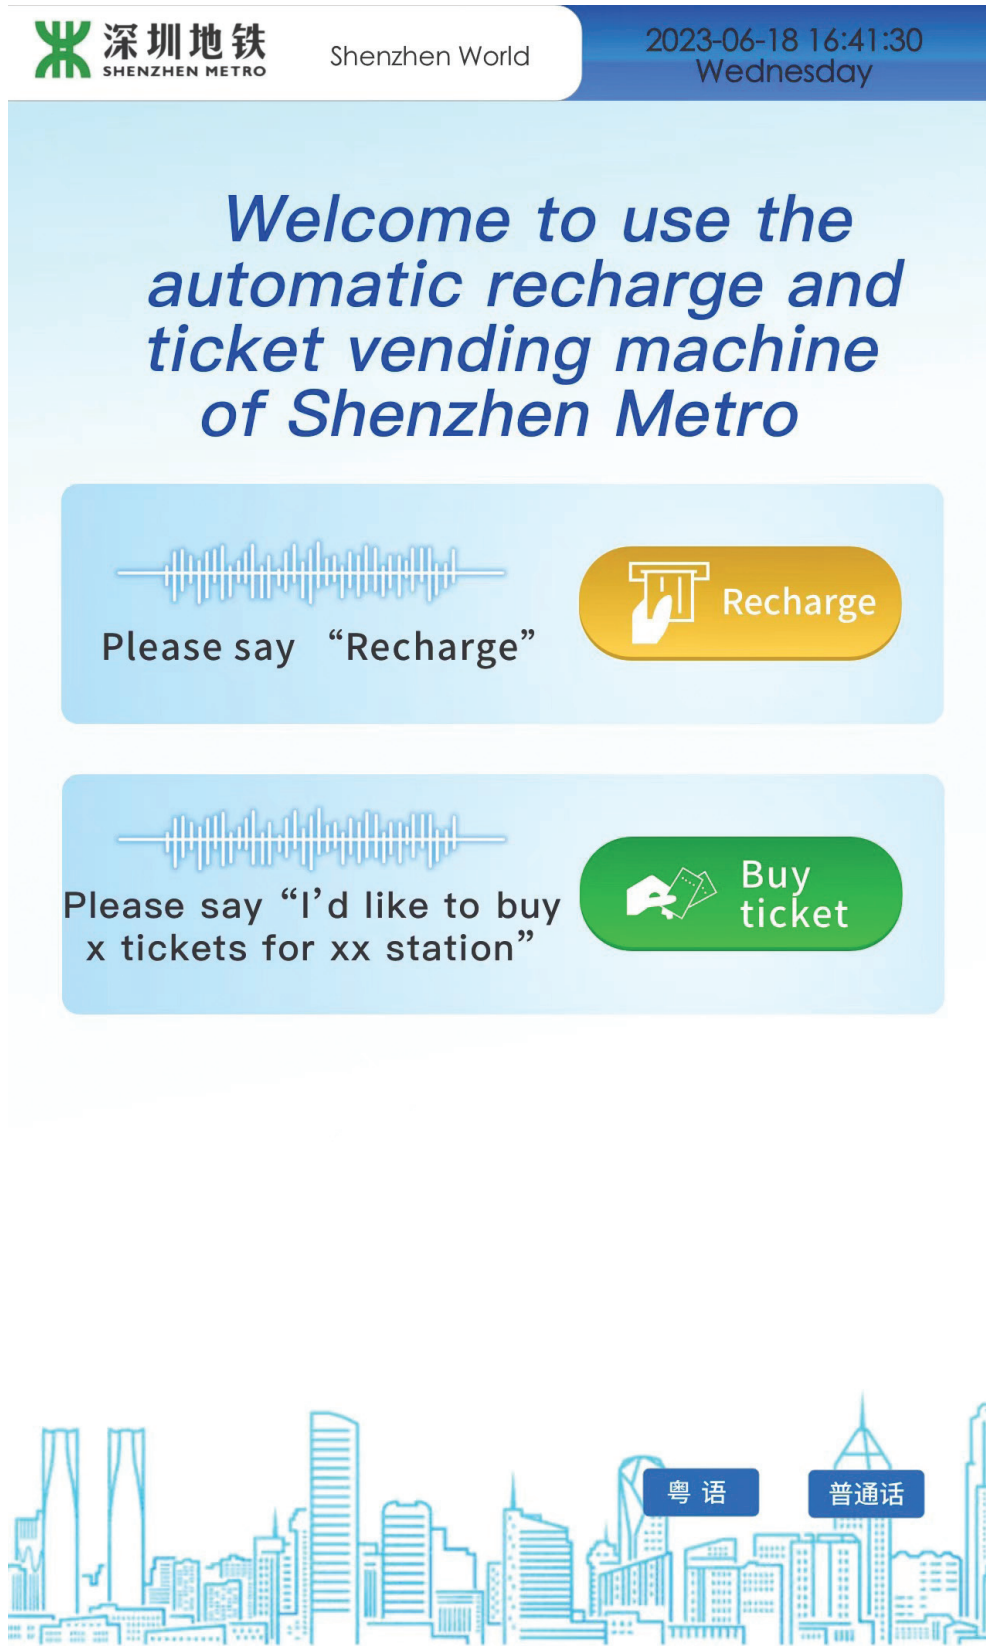 深圳地铁
SHENZHEN METRO
Shenzhen World
2023-06-18 16:41:30
Wednesday
Welcome to use the
automatic recharge and
ticket vending machine
of Shenzhen Metro
Please say “Recharge”
Recharge
Please say “I’d like to buy
x tickets for xx station”
Buy
ticket
粤语
普通话